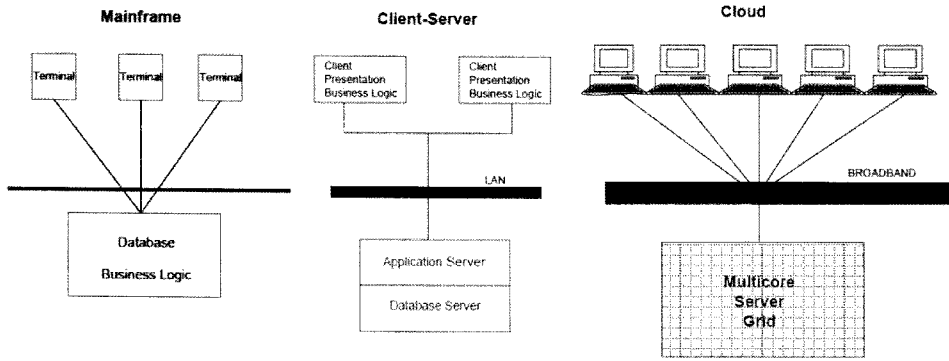 Mainframe
Terminal
Terminal
Terminal
Database
Business Logic
Client-Server
Client
Presentation
Business Logic
Client
Presentation
Business Logic
LAN
Application Server
Database Server
Cloud
BROADBAND
Multicore
Server
Grid